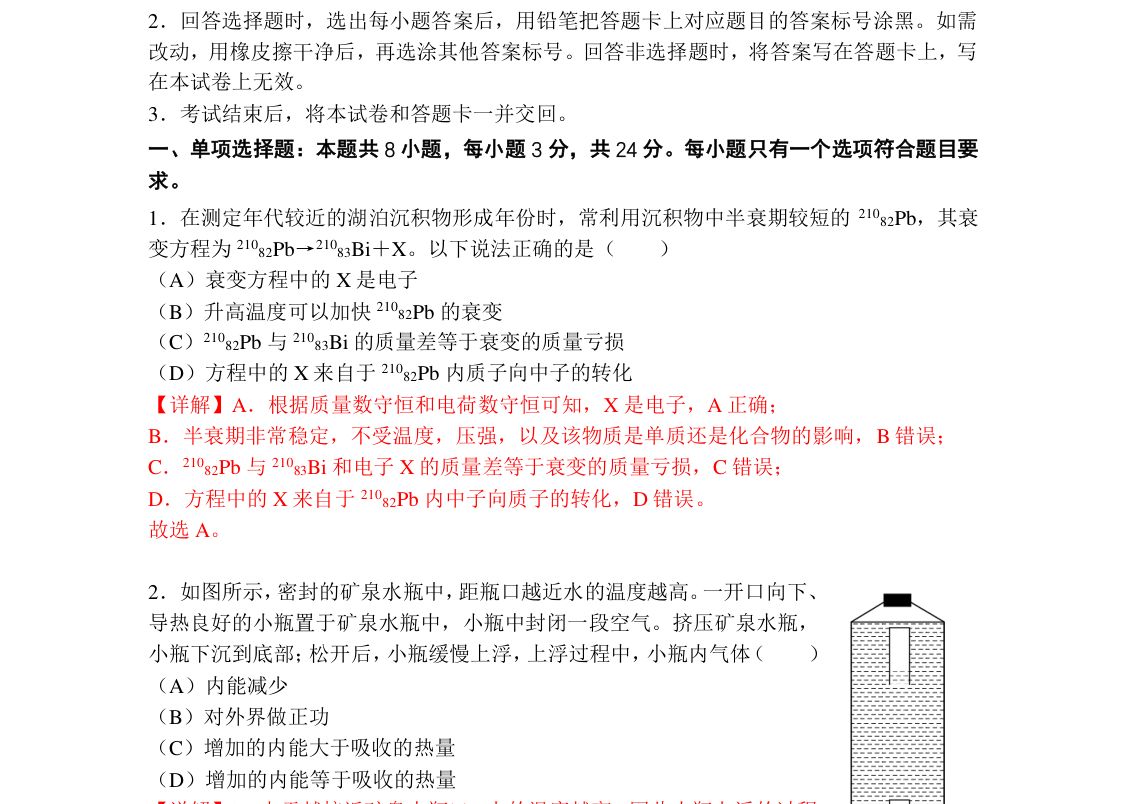 2．回答选择题时，选出每小题答案后，用铅笔把答题卡上对应题目的答案标号涂黑。如需
改动，用橡皮擦干净后，再选涂其他答案标号。回答非选择题时，将答案写在答题卡上，写
在本试卷上无效。
3．考试结束后，将本试卷和答题卡一并交回。
一、单项选择题：本题共 8 小题，每小题 3 分，共 24 分。每小题只有一个选项符合题目要
求。
1．在测定年代较近的湖泊沉积物形成年份时，常利用沉积物中半衰期较短的 ²¹⁰₈₂Pb，其衰
变方程为 ²¹⁰₈₂Pb→²¹⁰₈₃Bi＋X。以下说法正确的是（　　）
（A）衰变方程中的 X 是电子
（B）升高温度可以加快 ²¹⁰₈₂Pb 的衰变
（C）²¹⁰₈₂Pb 与 ²¹⁰₈₃Bi 的质量差等于衰变的质量亏损
（D）方程中的 X 来自于 ²¹⁰₈₂Pb 内质子向中子的转化
【详解】A．根据质量数守恒和电荷数守恒可知，X 是电子，A 正确；
B．半衰期非常稳定，不受温度，压强，以及该物质是单质还是化合物的影响，B 错误；
C．²¹⁰₈₂Pb 与 ²¹⁰₈₃Bi 和电子 X 的质量差等于衰变的质量亏损，C 错误；
D．方程中的 X 来自于 ²¹⁰₈₂Pb 内中子向质子的转化，D 错误。
故选 A。
2．如图所示，密封的矿泉水瓶中，距瓶口越近水的温度越高。一开口向下、
导热良好的小瓶置于矿泉水瓶中，小瓶中封闭一段空气。挤压矿泉水瓶，
小瓶下沉到底部；松开后，小瓶缓慢上浮，上浮过程中，小瓶内气体（　　）
（A）内能减少
（B）对外界做正功
（C）增加的内能大于吸收的热量
（D）增加的内能等于吸收的热量